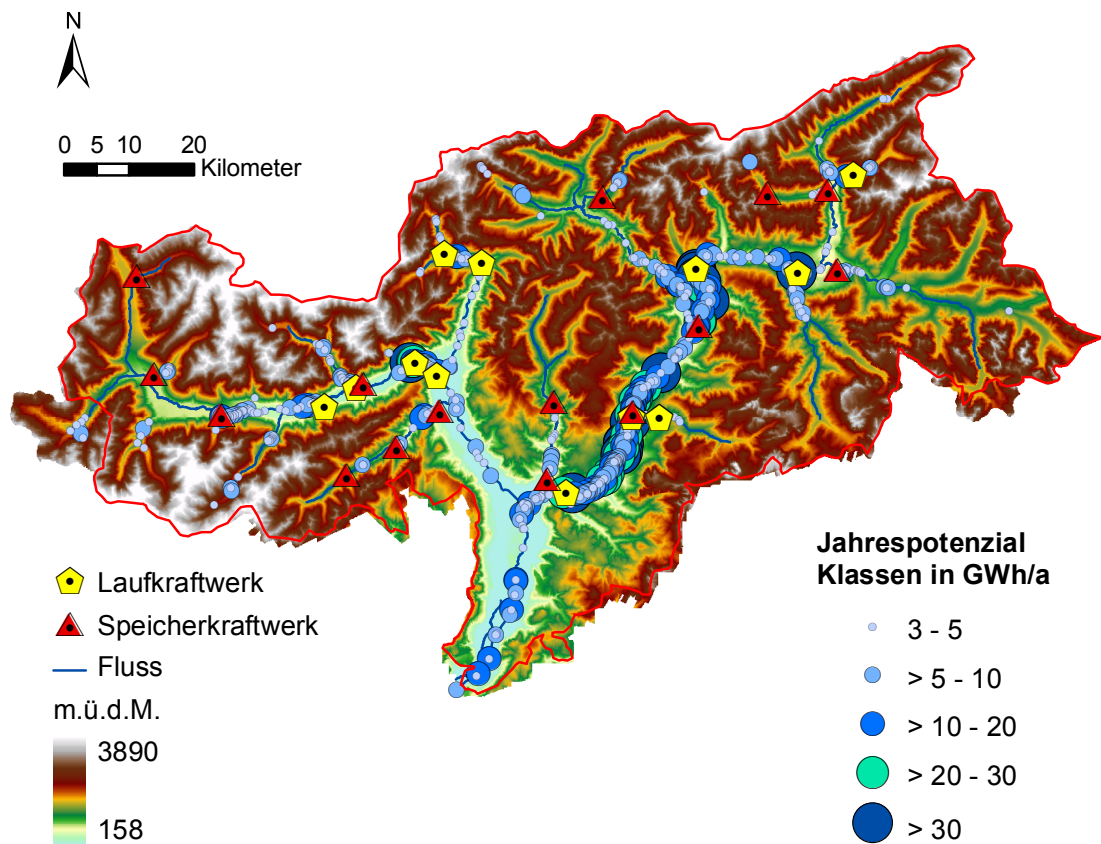 N
0 5 10 20
Kilometer
Laufkraftwerk
Speicherkraftwerk
Fluss
m.ü.d.M.
3890
158
Jahrespotenzial
Klassen in GWh/a
3 - 5
> 5 - 10
> 10 - 20
> 20 - 30
> 30